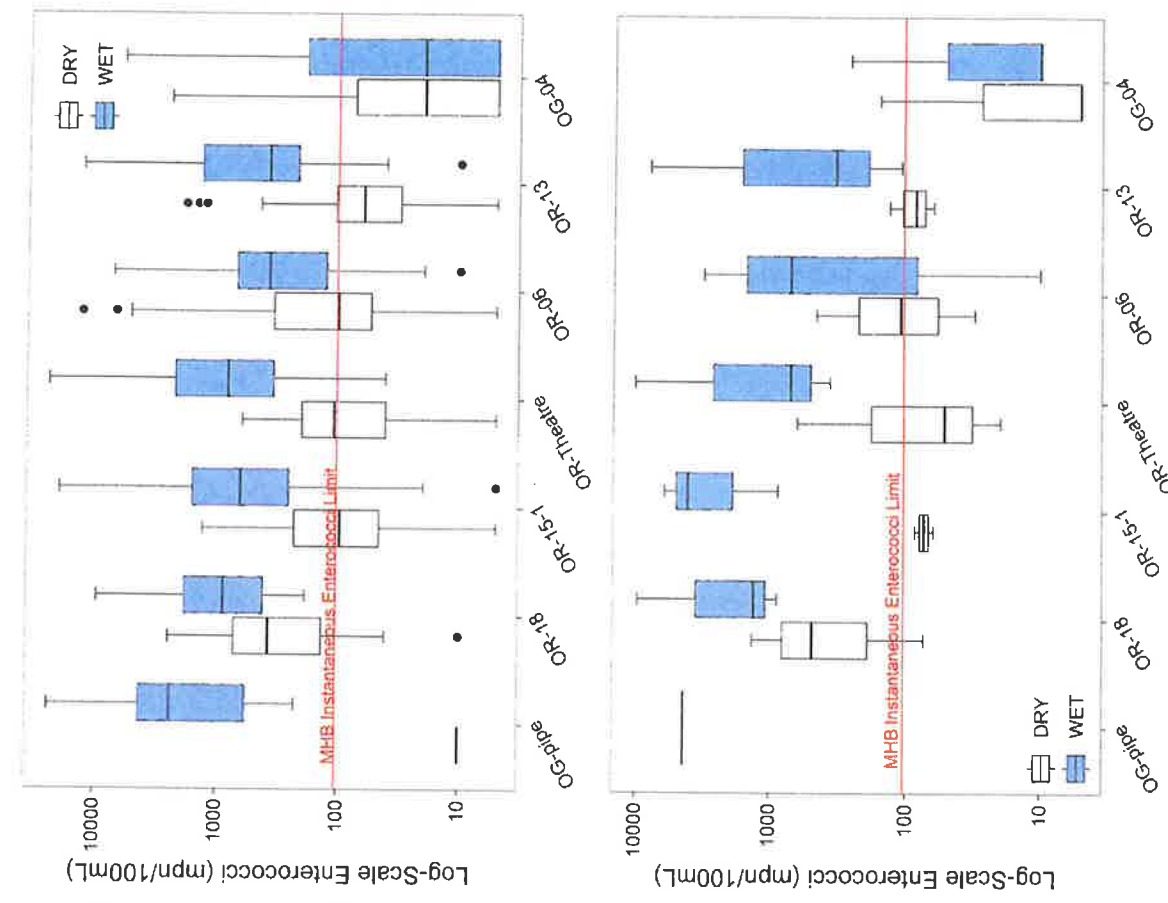 DRY
WET
10000
1000
100
10
Log-Scale Enterococci (mpn/100mL)
MHB Instantaneous Enterococci Limit
OG-pipe
OR-18
OR-15-1
OR-Theatre
OR-06
OR-13
OG-04
10000
1000
100
10
Log-Scale Enterococci (mpn/100mL)
MHB Instantaneous Enterococci Limit
DRY
WET
OG-pipe
OR-18
OR-15-1
OR-Theatre
OR-06
OR-13
OG-04